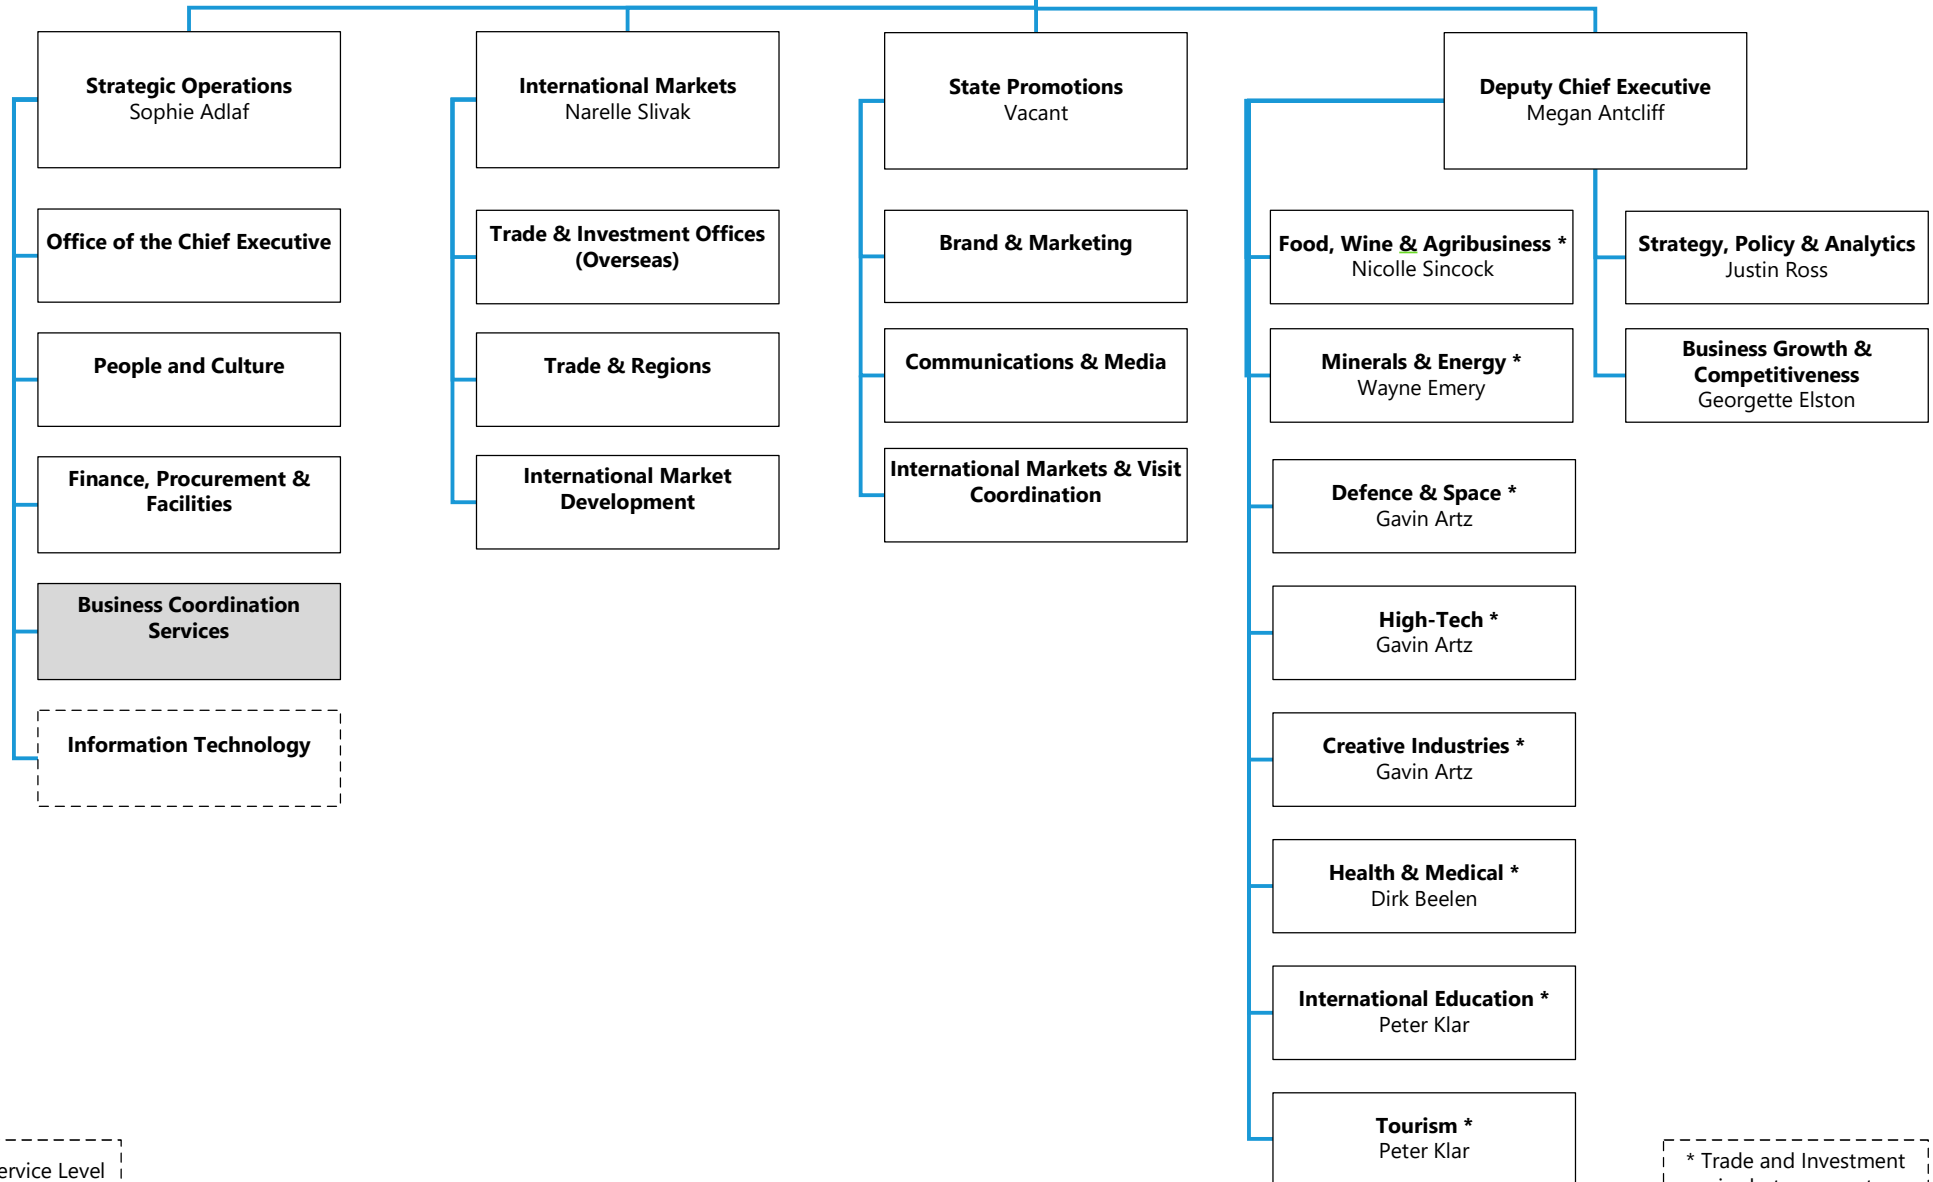 Strategic Operations
Sophie Adlaf
International Markets
Narelle Slivak
State Promotions
Vacant
Deputy Chief Executive
Megan Antcliff
Office of the Chief Executive
Trade & Investment Offices
(Overseas)
Brand & Marketing
Food, Wine & Agribusiness *
Nicolle Sincock
Strategy, Policy & Analytics
Justin Ross
People and Culture
Trade & Regions
Communications & Media
Minerals & Energy *
Wayne Emery
Business Growth &
Competitiveness
Georgette Elston
Finance, Procurement &
Facilities
International Market
Development
International Markets & Visit
Coordination
Defence & Space *
Gavin Artz
Business Coordination
Services
High-Tech *
Gavin Artz
Information Technology
Creative Industries *
Gavin Artz
Health & Medical *
Dirk Beelen
International Education *
Peter Klar
Tourism *
Peter Klar
Level
* Trade and Investment